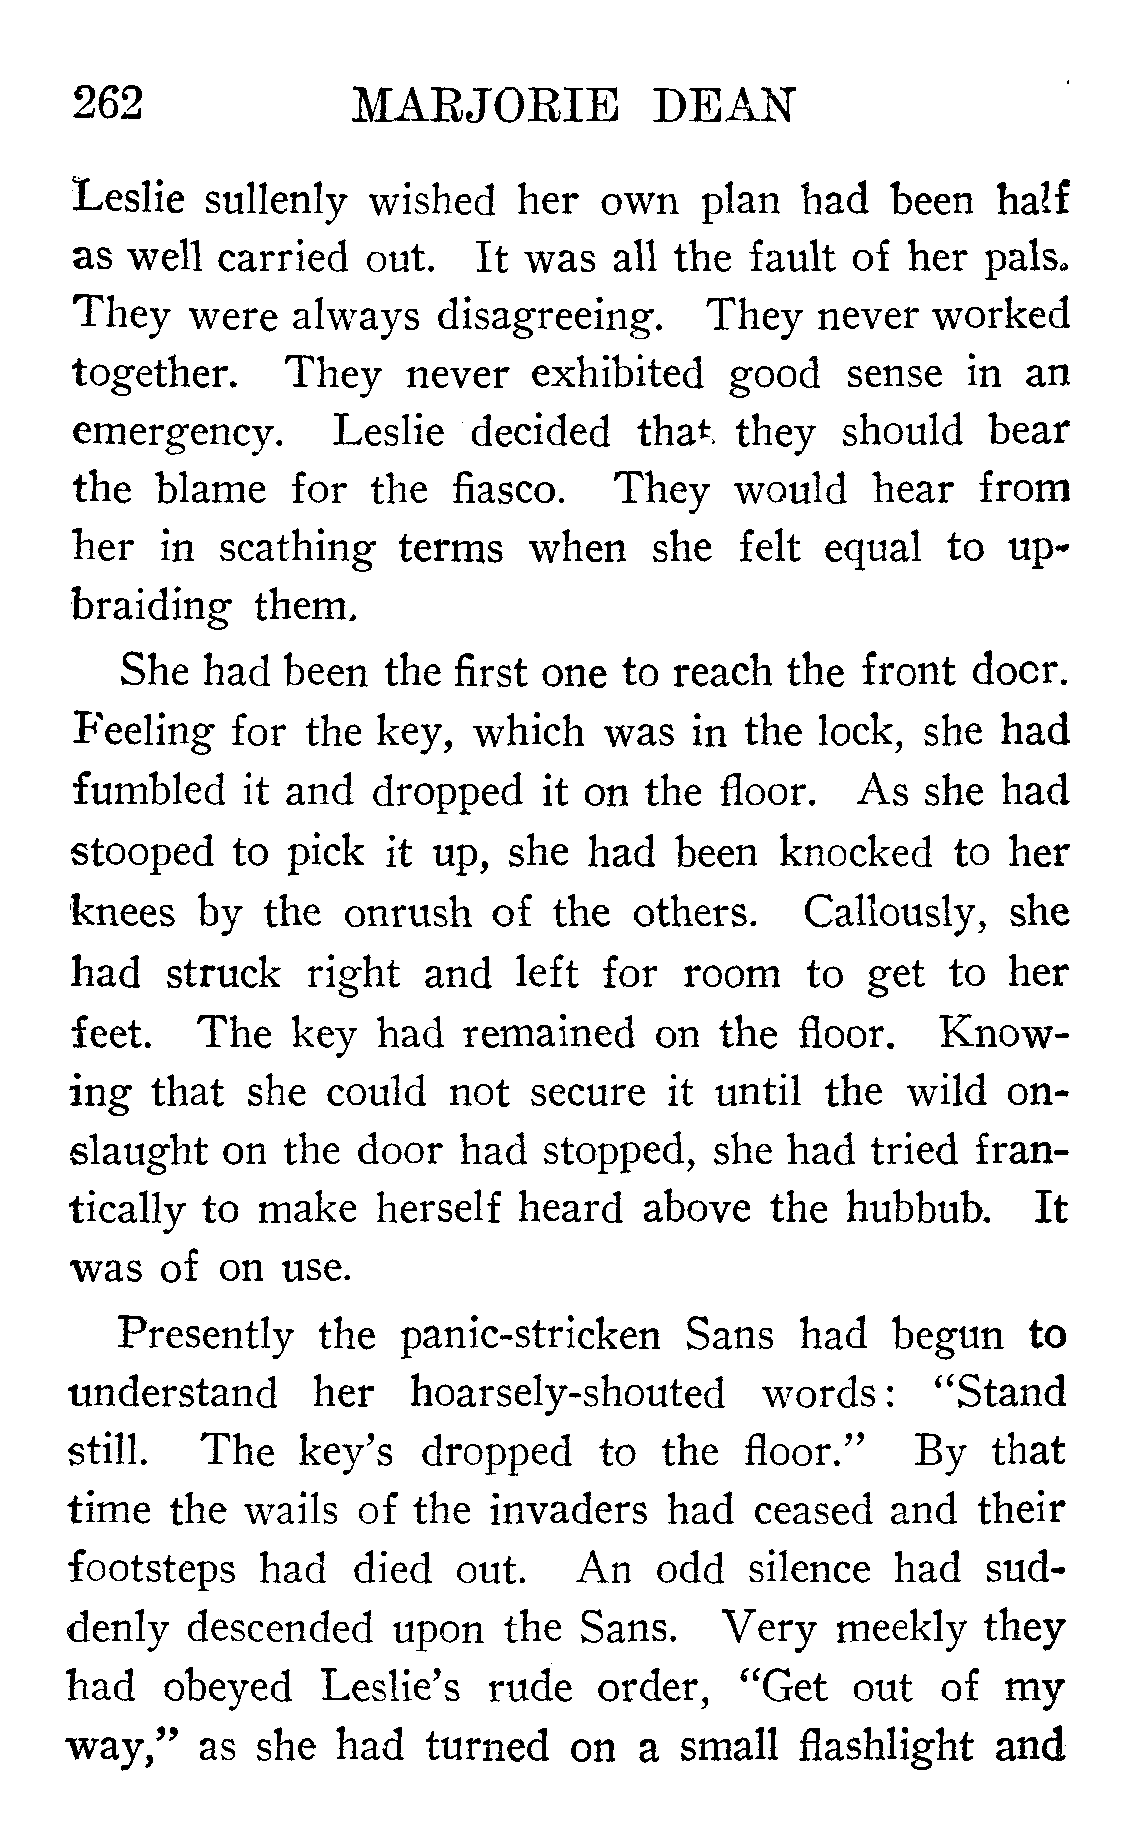 262 MARJORIE DEAN
Leslie sullenly wished her own plan had been half
as well carried out. It was all the fault of her pals.
They were always disagreeing. They never worked
together. They never exhibited good sense in an
emergency. Leslie decided that they should bear
the blame for the fiasco. They would hear from
her in scathing terms when she felt equal to up-
braiding them.
She had been the first one to reach the front door.
Feeling for the key, which was in the lock, she had
fumbled it and dropped it on the floor. As she had
stooped to pick it up, she had been knocked to her
knees by the onrush of the others. Callously, she
had struck right and left for room to get to her
feet. The key had remained on the floor. Know-
ing that she could not secure it until the wild on-
slaught on the door had stopped, she had tried fran-
tically to make herself heard above the hubbub. It
was of on use.
Presently the panic-stricken Sans had begun to
understand her hoarsely-shouted words: "Stand
still. The key's dropped to the floor." By that
time the wails of the invaders had ceased and their
footsteps had died out. An odd silence had sud-
denly descended upon the Sans. Very meekly they
had obeyed Leslie's rude order, "Get out of my
way," as she had turned on a small flashlight and